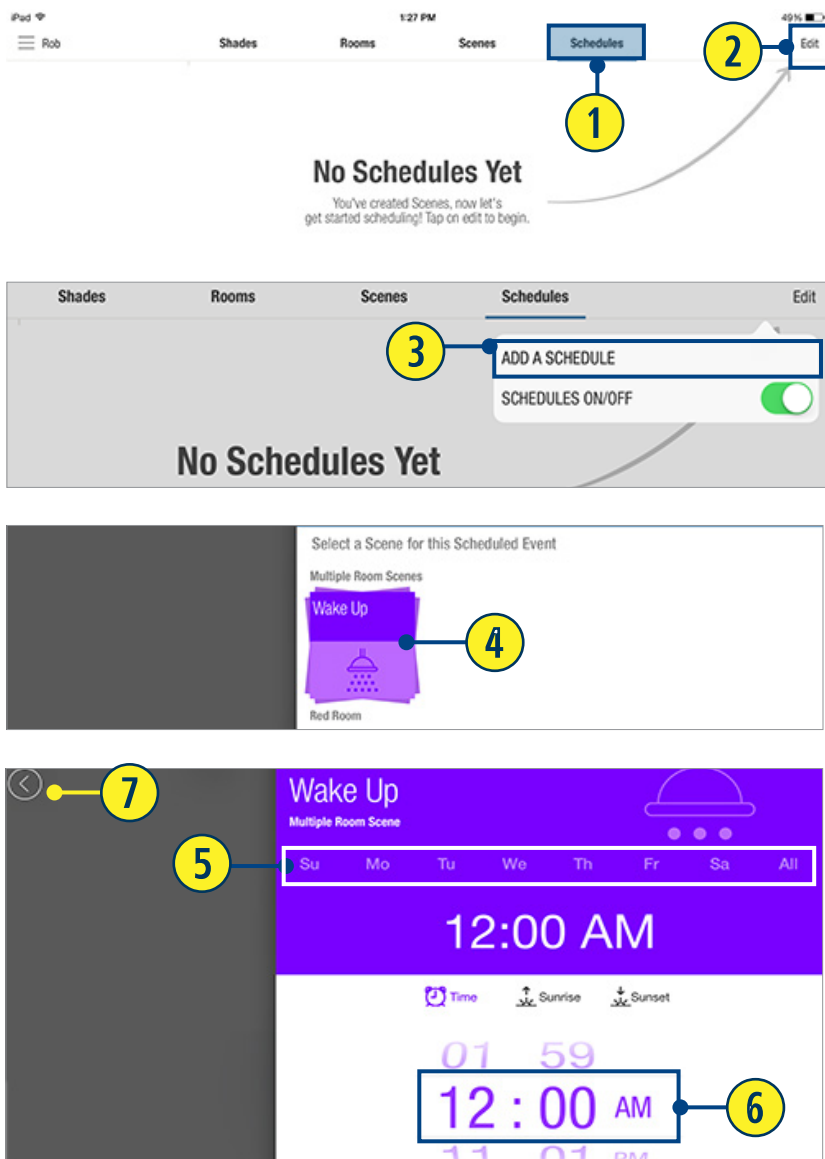 iPad 1:27 PM 49%
Rob Shades Rooms Scenes Schedules Edit
2
1
No Schedules Yet
You've created Scenes, now let's
get started scheduling! Tap on edit to begin.
Shades Rooms Scenes Schedules Edit
3
ADD A SCHEDULE
SCHEDULES ON/OFF
No Schedules Yet
Select a Scene for this Scheduled Event
Multiple Room Scenes
Wake Up
4
Red Room
7
Wake Up
Multiple Room Scene
5
Su Mo Tu We Th Fr Sa All
12:00 AM
Time Sunrise Sunset
01 59
12 : 00 AM
6
11 01 PM